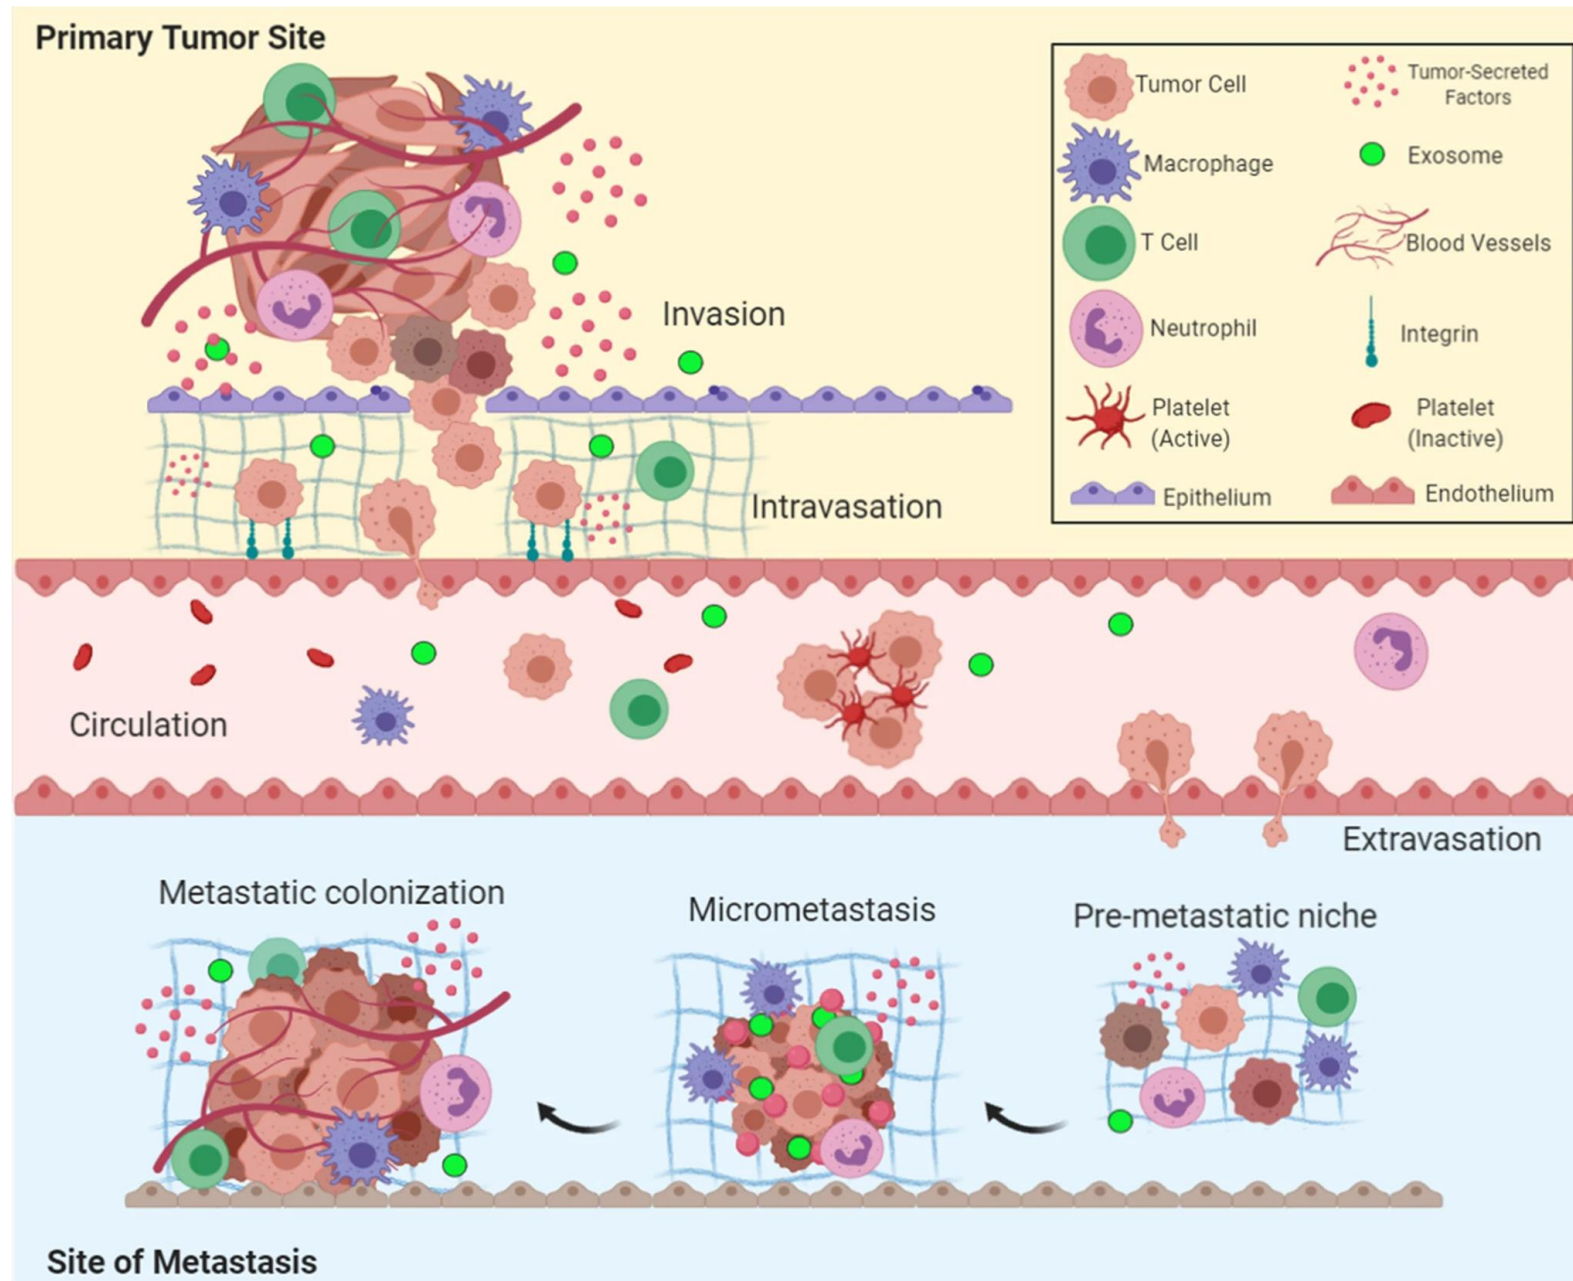 Primary Tumor Site
Tumor Cell
Tumor-Secreted
Factors
Macrophage
Exosome
T Cell
Blood Vessels
Neutrophil
Integrin
Platelet
(Active)
Platelet
(Inactive)
Epithelium
Endothelium
Invasion
Intravasation
Circulation
Extravasation
Metastatic colonization
Micrometastasis
Pre-metastatic niche
Site of Metastasis